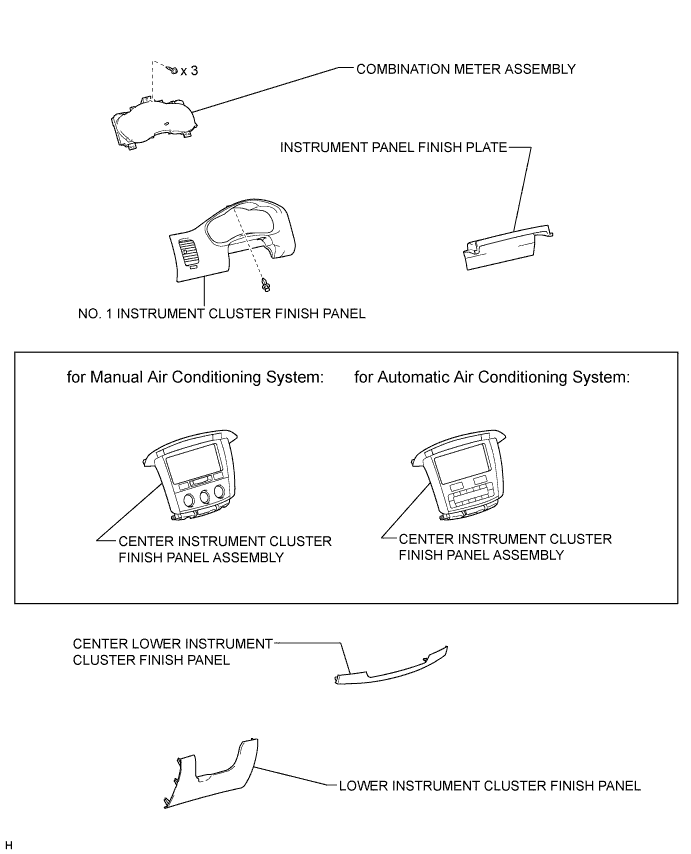 x 3
COMBINATION METER ASSEMBLY
INSTRUMENT PANEL FINISH PLATE
NO. 1 INSTRUMENT CLUSTER FINISH PANEL
for Manual Air Conditioning System:
for Automatic Air Conditioning System:
CENTER INSTRUMENT CLUSTER
FINISH PANEL ASSEMBLY
CENTER INSTRUMENT CLUSTER
FINISH PANEL ASSEMBLY
CENTER LOWER INSTRUMENT
CLUSTER FINISH PANEL
LOWER INSTRUMENT CLUSTER FINISH PANEL
H